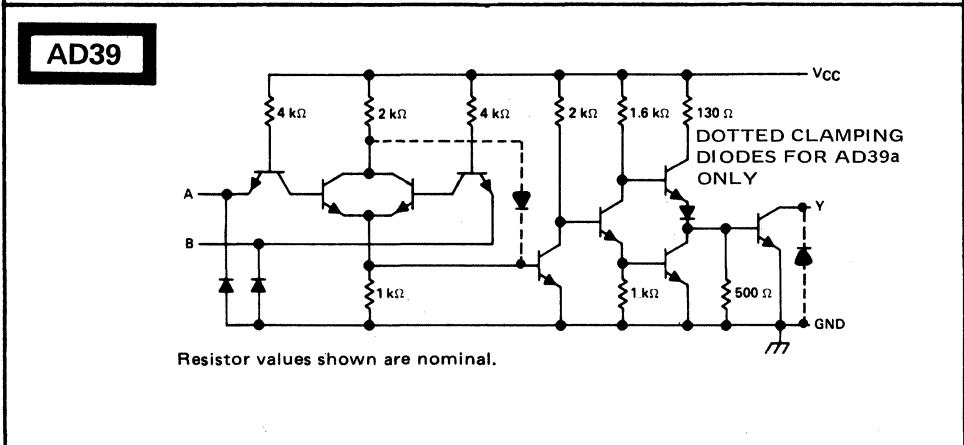 AD39
VCC
4 kΩ 2 kΩ 4 kΩ 2 kΩ 1.6 kΩ 130 Ω
DOTTED CLAMPING
DIODES FOR AD39a
ONLY
A
Y
B
1 kΩ 1 kΩ 500 Ω
GND
Resistor values shown are nominal.